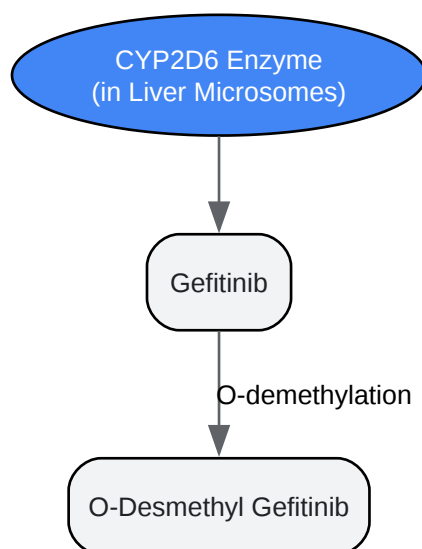 CYP2D6 Enzyme
(in Liver Microsomes)
Gefitinib
O-demethylation
O-Desmethyl Gefitinib